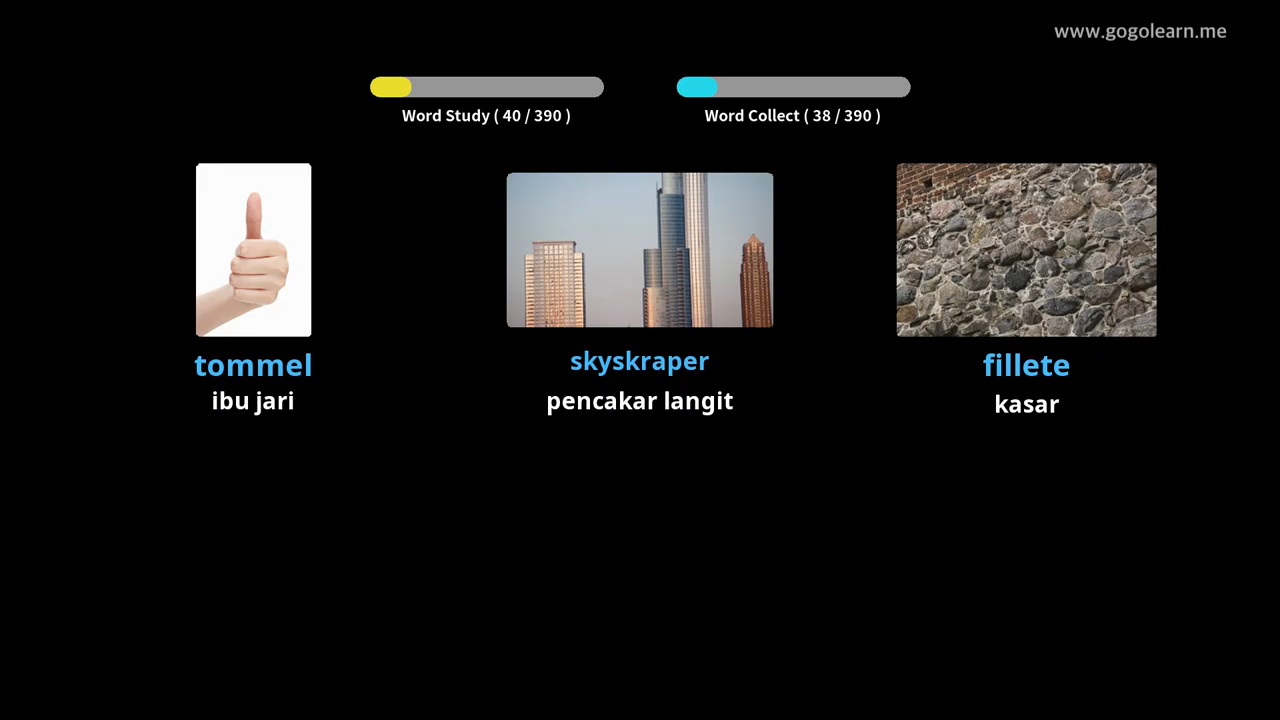 www.gogolearn.me
Word Study ( 40 / 390 )
Word Collect ( 38 / 390 )
tommel
ibu jari
skyskraper
pencakar langit
fillete
kasar